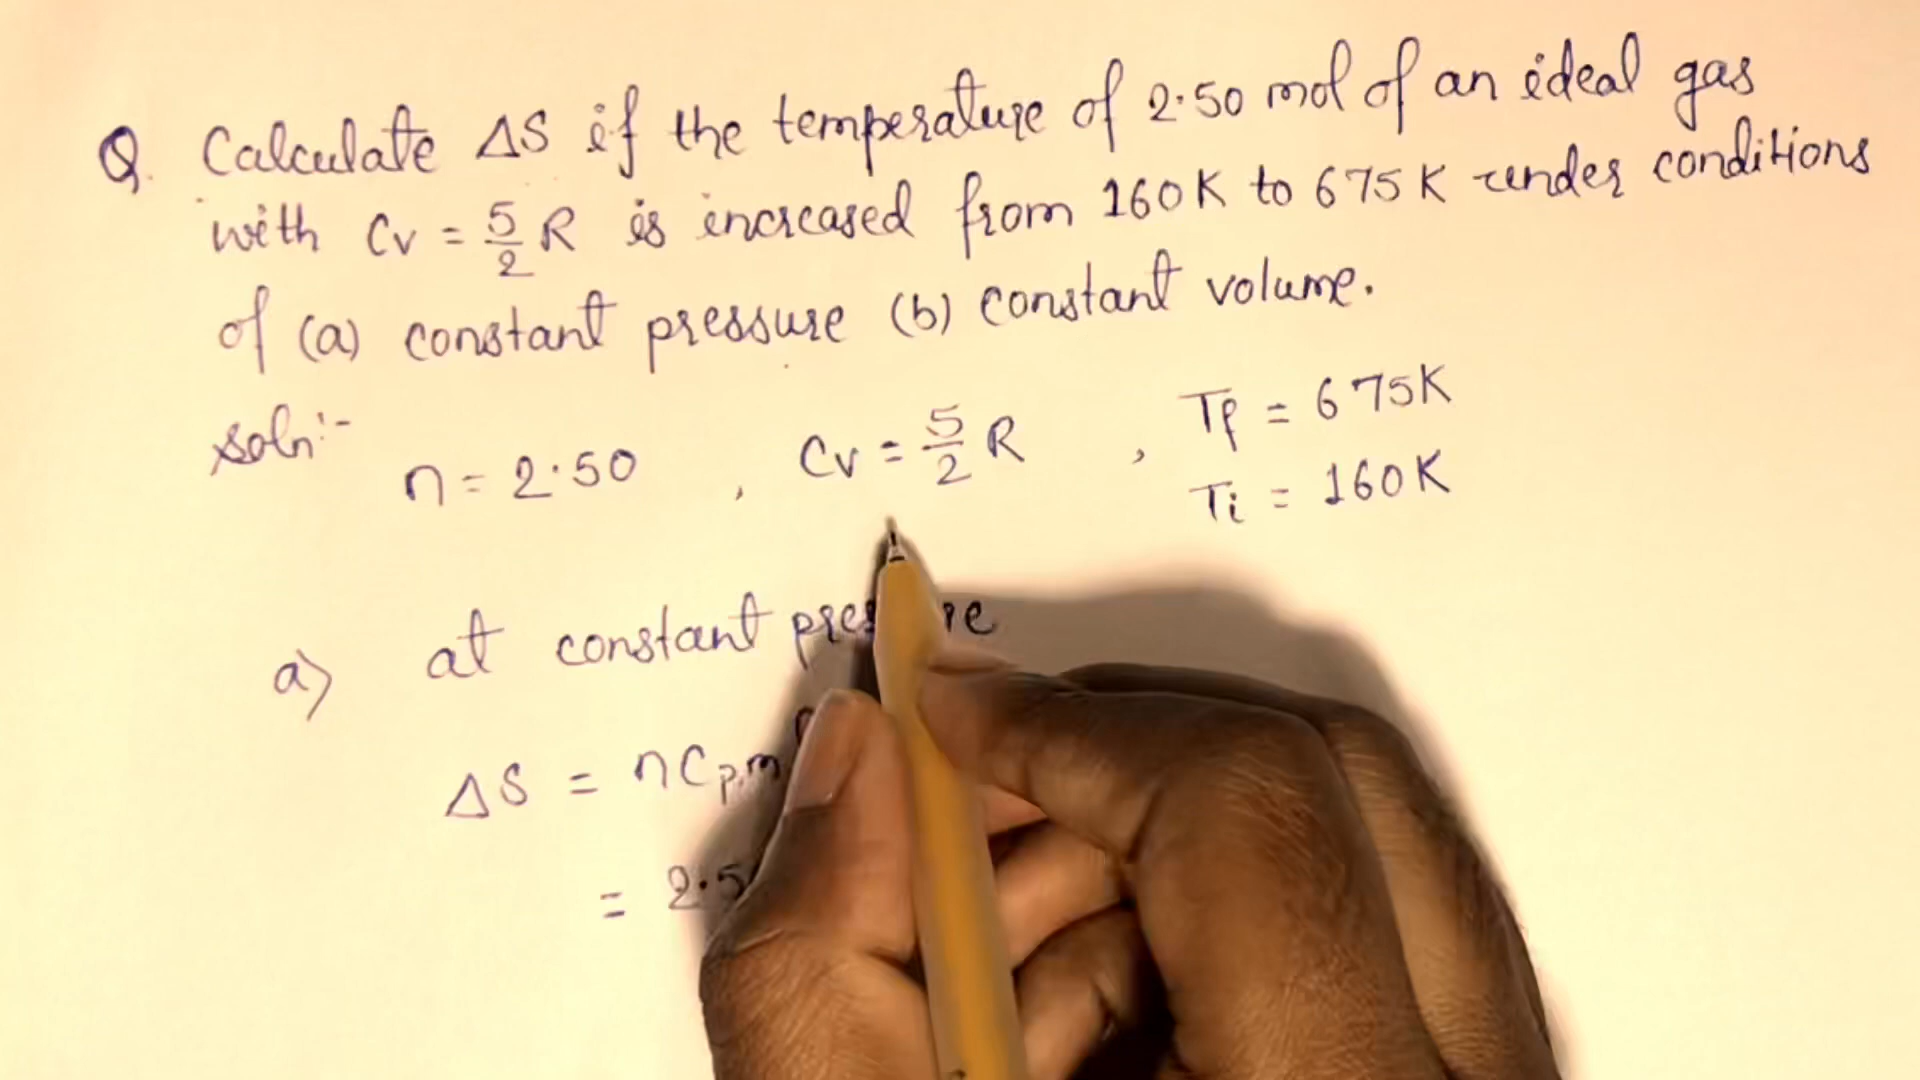 Q. Calculate ΔS if the temperature of 2.50 mol of an ideal gas
with Cv = 5/2 R is increased from 160K to 675K under conditions
of (a) constant pressure (b) constant volume.
soln:-
n = 2.50 , Cv = 5/2 R , Tf = 675K
Ti = 160K
a) at constant
ΔS = nCp,m
= 2.5